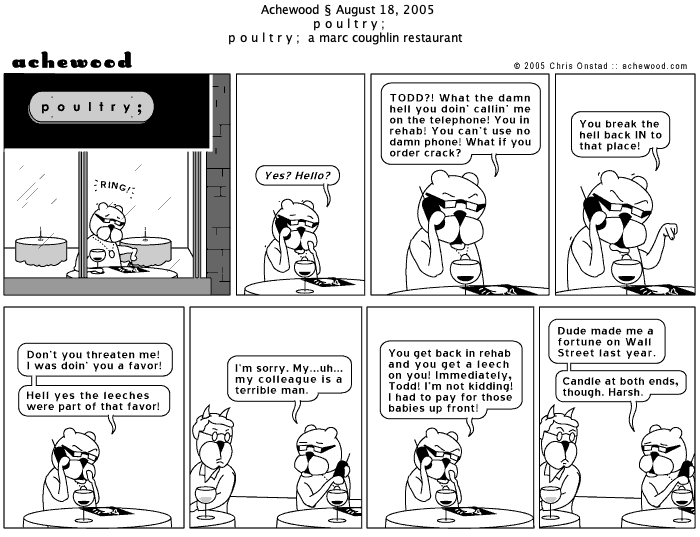 Achewood § August 18, 2005
p o u l t r y ;
p o u l t r y ; a marc coughlin restaurant
achewood
© 2005 Chris Onstad :: achewood.com
p o u l t r y ;
RING!
Yes? Hello?
TODD?! What the damn
hell you doin' callin' me
on the telephone! You in
rehab! You can't use no
damn phone! What if you
order crack?
You break the
hell back IN to
that place!
Don't you threaten me!
I was doin' you a favor!
Hell yes the leeches
were part of that favor!
I'm sorry. My...uh...
my colleague is a
terrible man.
You get back in rehab
and you get a leech
on you! Immediately,
Todd! I'm not kidding!
I had to pay for those
babies up front!
Dude made me a
fortune on Wall
Street last year.
Candle at both ends,
though. Harsh.